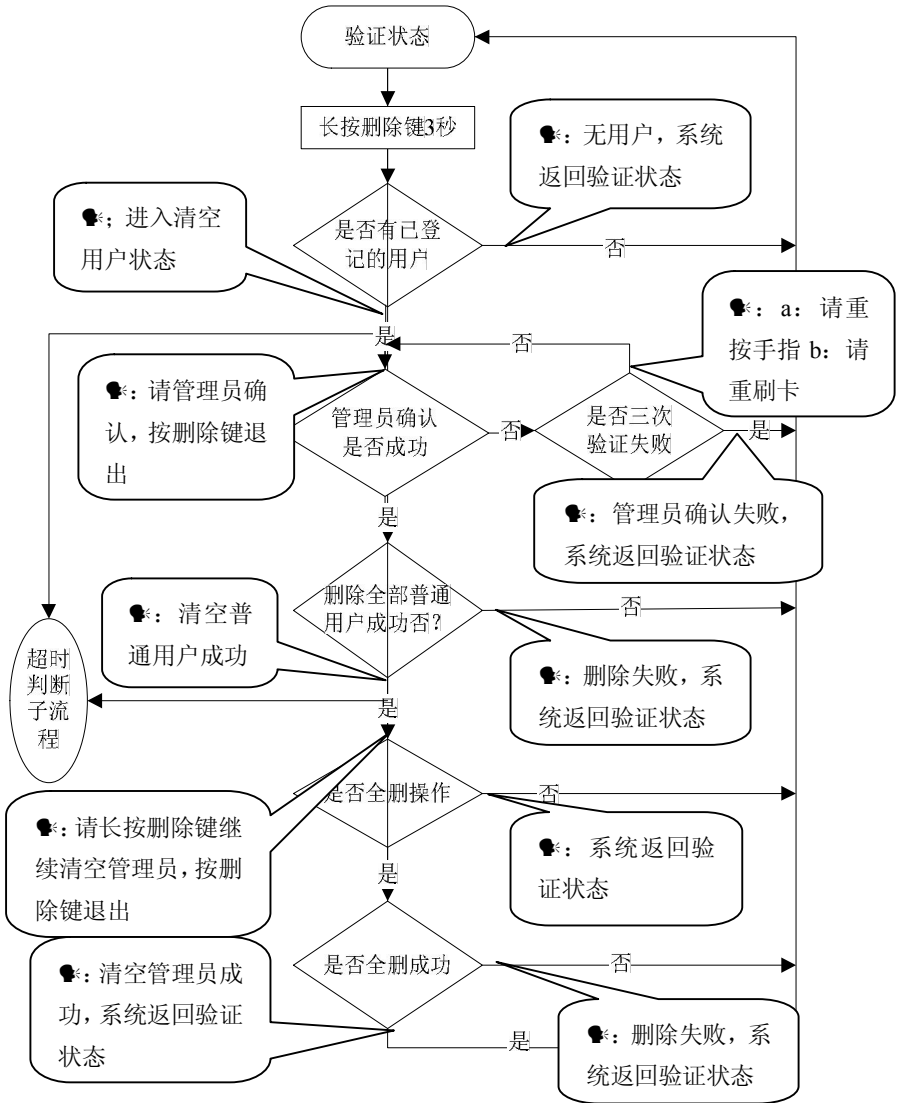 验证状态
长按删除键3秒
🗣：无用户，系统
返回验证状态
🗣；进入清空
用户状态
是否有已登
记的用户
否
🗣：a：请重
按手指 b：请
重刷卡
是
否
🗣：请管理员确
认，按删除键退
出
管理员确认
是否成功
否
是否三次
验证失败
是
🗣：管理员确认失败，
系统返回验证状态
是
删除全部普通
用户成功否？
否
🗣：清空普
通用户成功
🗣：删除失败，系
统返回验证状态
超时
判断
子流
程
是
是否全删操作
否
🗣：请长按删除键继
续清空管理员，按删
除键退出
🗣：系统返回验
证状态
是
是否全删成功
否
🗣：清空管理员成
功，系统返回验证
状态
是
🗣：删除失败，系
统返回验证状态